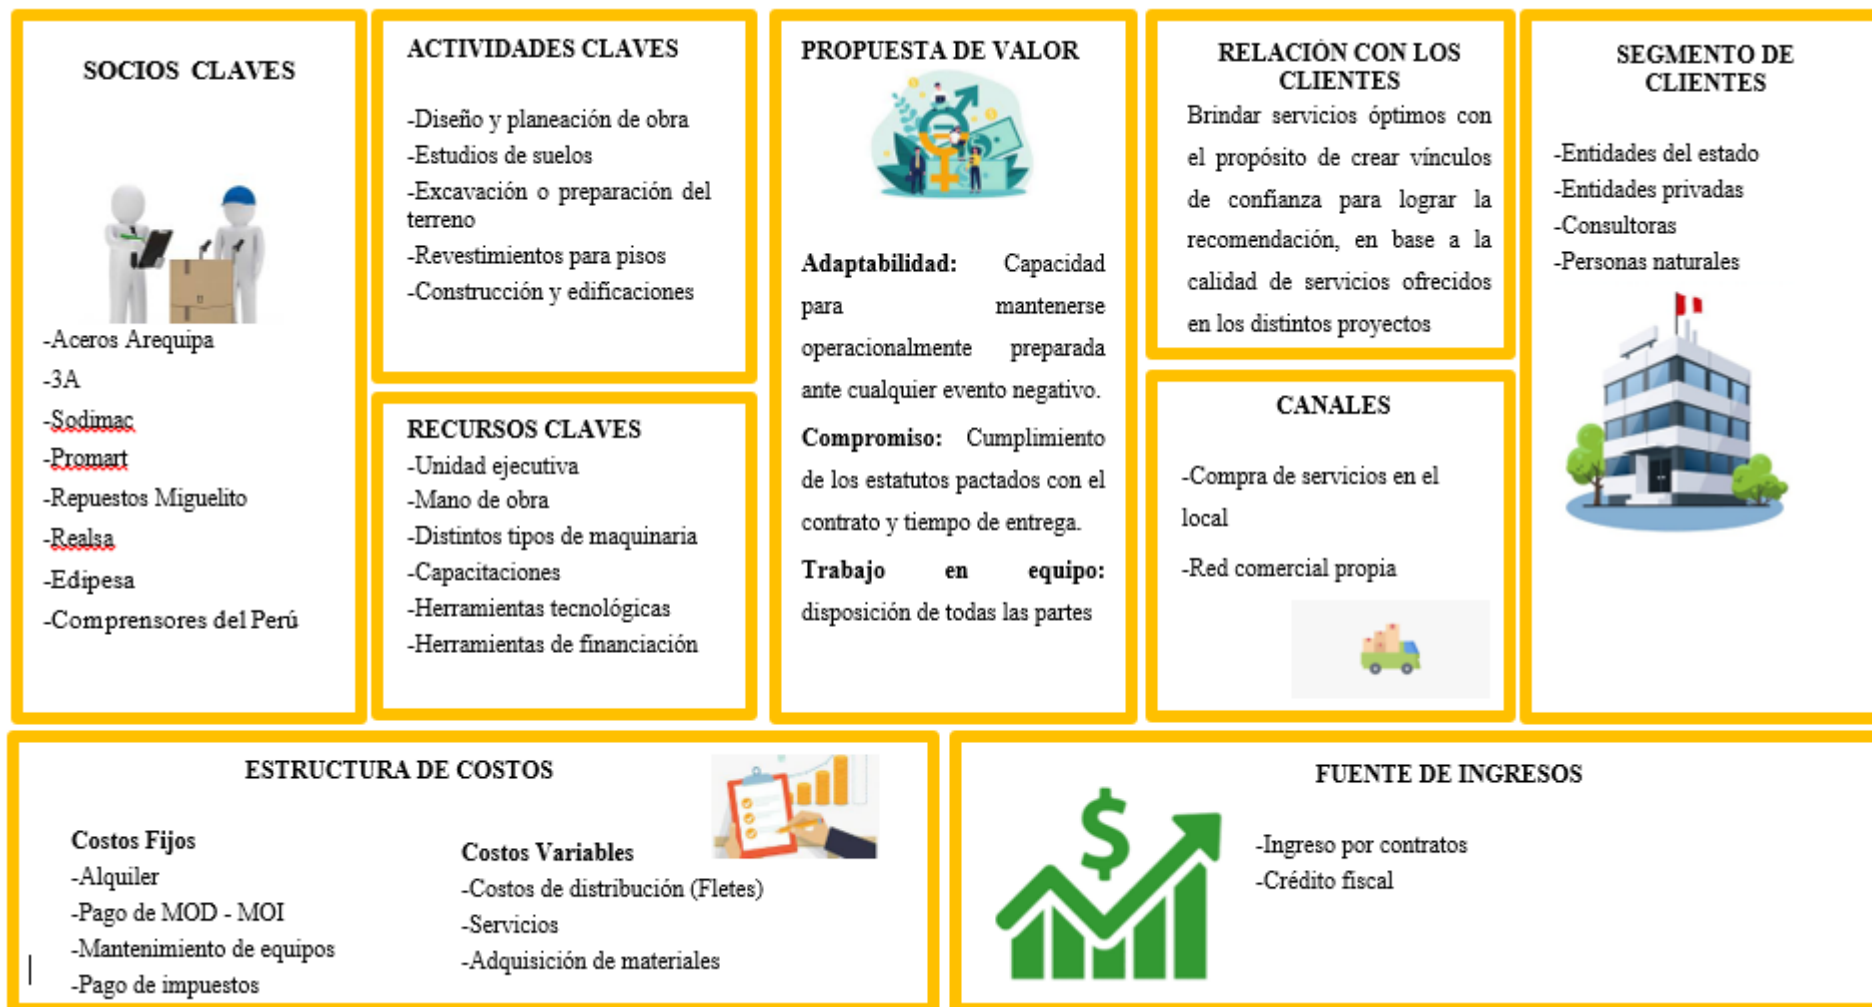 SOCIOS CLAVES
-Aceros Arequipa
-3A
-Sodimac
-Promart
-Repuestos Miguelito
-Realsa
-Edipesa
-Comprensores del Perú
ACTIVIDADES CLAVES
-Diseño y planeación de obra
-Estudios de suelos
-Excavación o preparación del
terreno
-Revestimientos para pisos
-Construcción y edificaciones
RECURSOS CLAVES
-Unidad ejecutiva
-Mano de obra
-Distintos tipos de maquinaria
-Capacitaciones
-Herramientas tecnológicas
-Herramientas de financiación
PROPUESTA DE VALOR
Adaptabilidad: Capacidad
para mantenerse
operacionalmente preparada
ante cualquier evento negativo.
Compromiso: Cumplimiento
de los estatutos pactados con el
contrato y tiempo de entrega.
Trabajo en equipo:
disposición de todas las partes
RELACIÓN CON LOS
CLIENTES
Brindar servicios óptimos con
el propósito de crear vínculos
de confianza para lograr la
recomendación, en base a la
calidad de servicios ofrecidos
en los distintos proyectos
CANALES
-Compra de servicios en el
local
-Red comercial propia
SEGMENTO DE
CLIENTES
-Entidades del estado
-Entidades privadas
-Consultoras
-Personas naturales
ESTRUCTURA DE COSTOS
Costos Fijos
-Alquiler
-Pago de MOD - MOI
-Mantenimiento de equipos
-Pago de impuestos
Costos Variables
-Costos de distribución (Fletes)
-Servicios
-Adquisición de materiales
FUENTE DE INGRESOS
$
-Ingreso por contratos
-Crédito fiscal